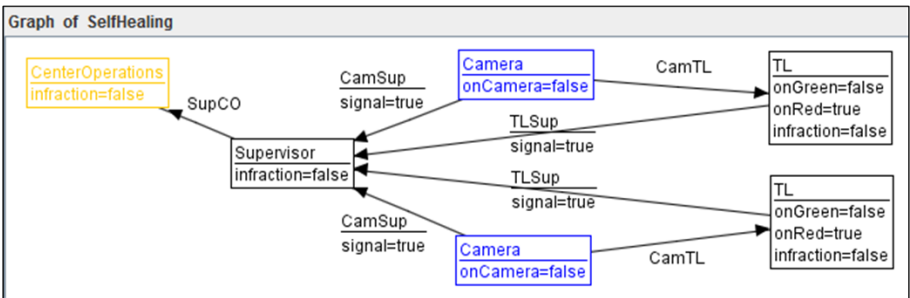 Graph of SelfHealing
CenterOperations
infraction=false
SupCO
Supervisor
infraction=false
CamSup
signal=true
Camera
onCamera=false
CamTL
TL
onGreen=false
onRed=true
infraction=false
TLSup
signal=true
TLSup
signal=true
CamSup
signal=true
Camera
onCamera=false
CamTL
TL
onGreen=false
onRed=true
infraction=false